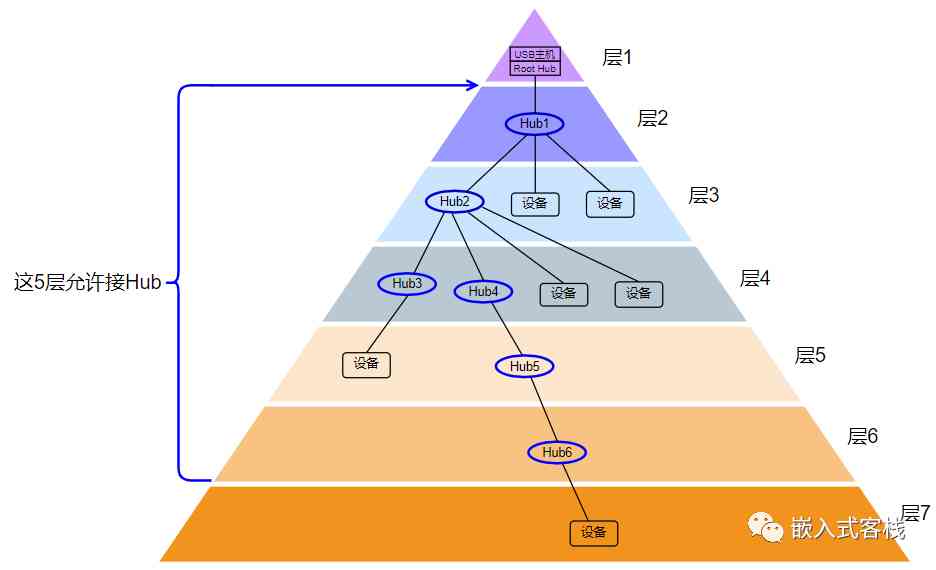 USB主机
Root Hub
层1
Hub1
层2
Hub2
设备
设备
层3
这5层允许接Hub
Hub3
Hub4
设备
设备
层4
设备
Hub5
层5
Hub6
层6
设备
嵌入式客栈
层7